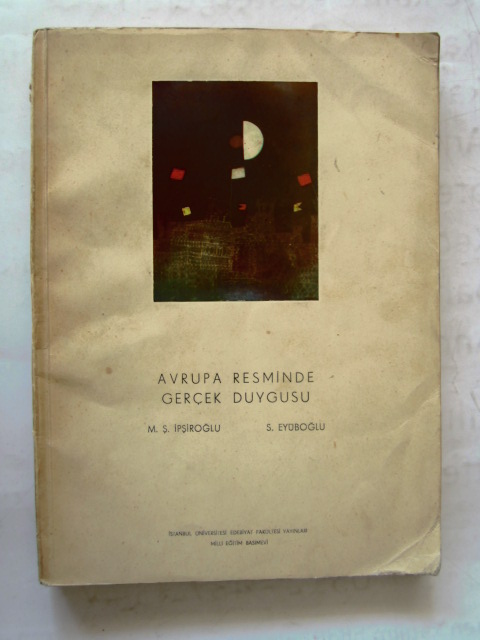 AVRUPA RESMİNDE
GERÇEK DUYGUSU
M. Ş. İPŞİROĞLU S. EYÜBOĞLU
İSTANBUL ÜNİVERSİTESİ EDEBİYAT FAKÜLTESİ YAYINLARI
MİLLÎ EĞİTİM BASIMEVİ